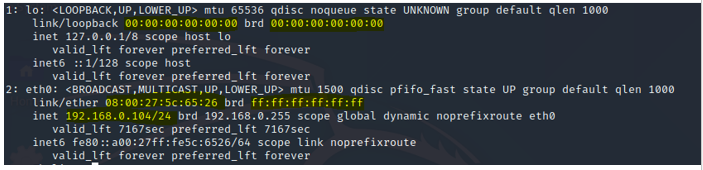 1: lo: <LOOPBACK,UP,LOWER_UP> mtu 65536 qdisc noqueue state UNKNOWN group default qlen 1000
link/loopback 00:00:00:00:00:00 brd 00:00:00:00:00:00
inet 127.0.0.1/8 scope host lo
valid_lft forever preferred_lft forever
inet6 ::1/128 scope host
valid_lft forever preferred_lft forever
2: eth0: <BROADCAST,MULTICAST,UP,LOWER_UP> mtu 1500 qdisc pfifo_fast state UP group default qlen 1000
link/ether 08:00:27:5c:65:26 brd ff:ff:ff:ff:ff:ff
inet 192.168.0.104/24 brd 192.168.0.255 scope global dynamic noprefixroute eth0
valid_lft 7167sec preferred_lft 7167sec
inet6 fe80::a00:27ff:fe5c:6526/64 scope link noprefixroute
valid_lft forever preferred_lft forever